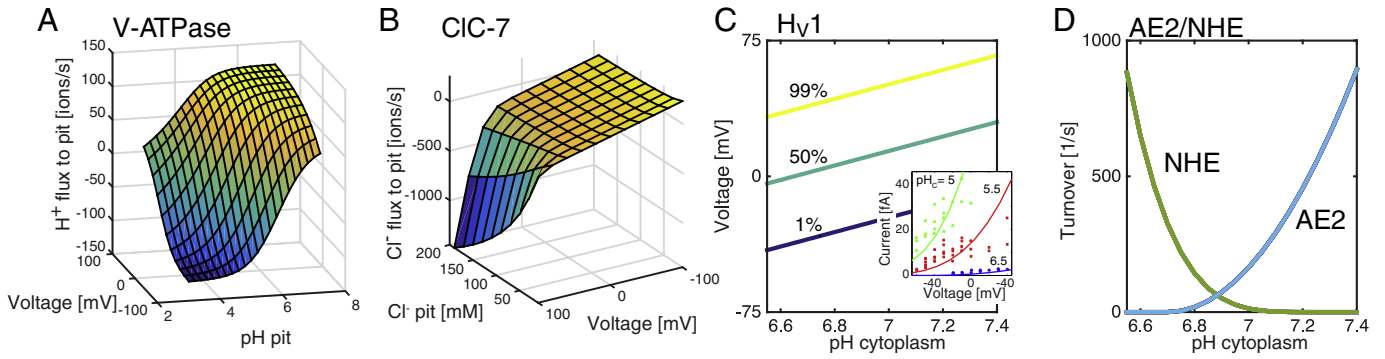 A V-ATPase
H⁺ flux to pit [ions/s]
150
100
50
0
-50
-100
-150
100
0
-100
Voltage [mV]
2
4
6
8
pH pit
B ClC-7
Cl⁻ flux to pit [ions/s]
0
-500
-1000
200
150
100
50
Cl⁻ pit [mM]
100
0
-100
Voltage [mV]
C Hv1
Voltage [mV]
75
0
-75
99%
50%
1%
6.6
6.8
7
7.2
7.4
pH cytoplasm
Current [fA]
40
20
0
pHC= 5
5.5
6.5
-40
0
-40
Voltage [mV]
D AE2/NHE
Turnover [1/s]
1000
500
0
NHE
AE2
6.6
6.8
7
7.2
7.4
pH cytoplasm